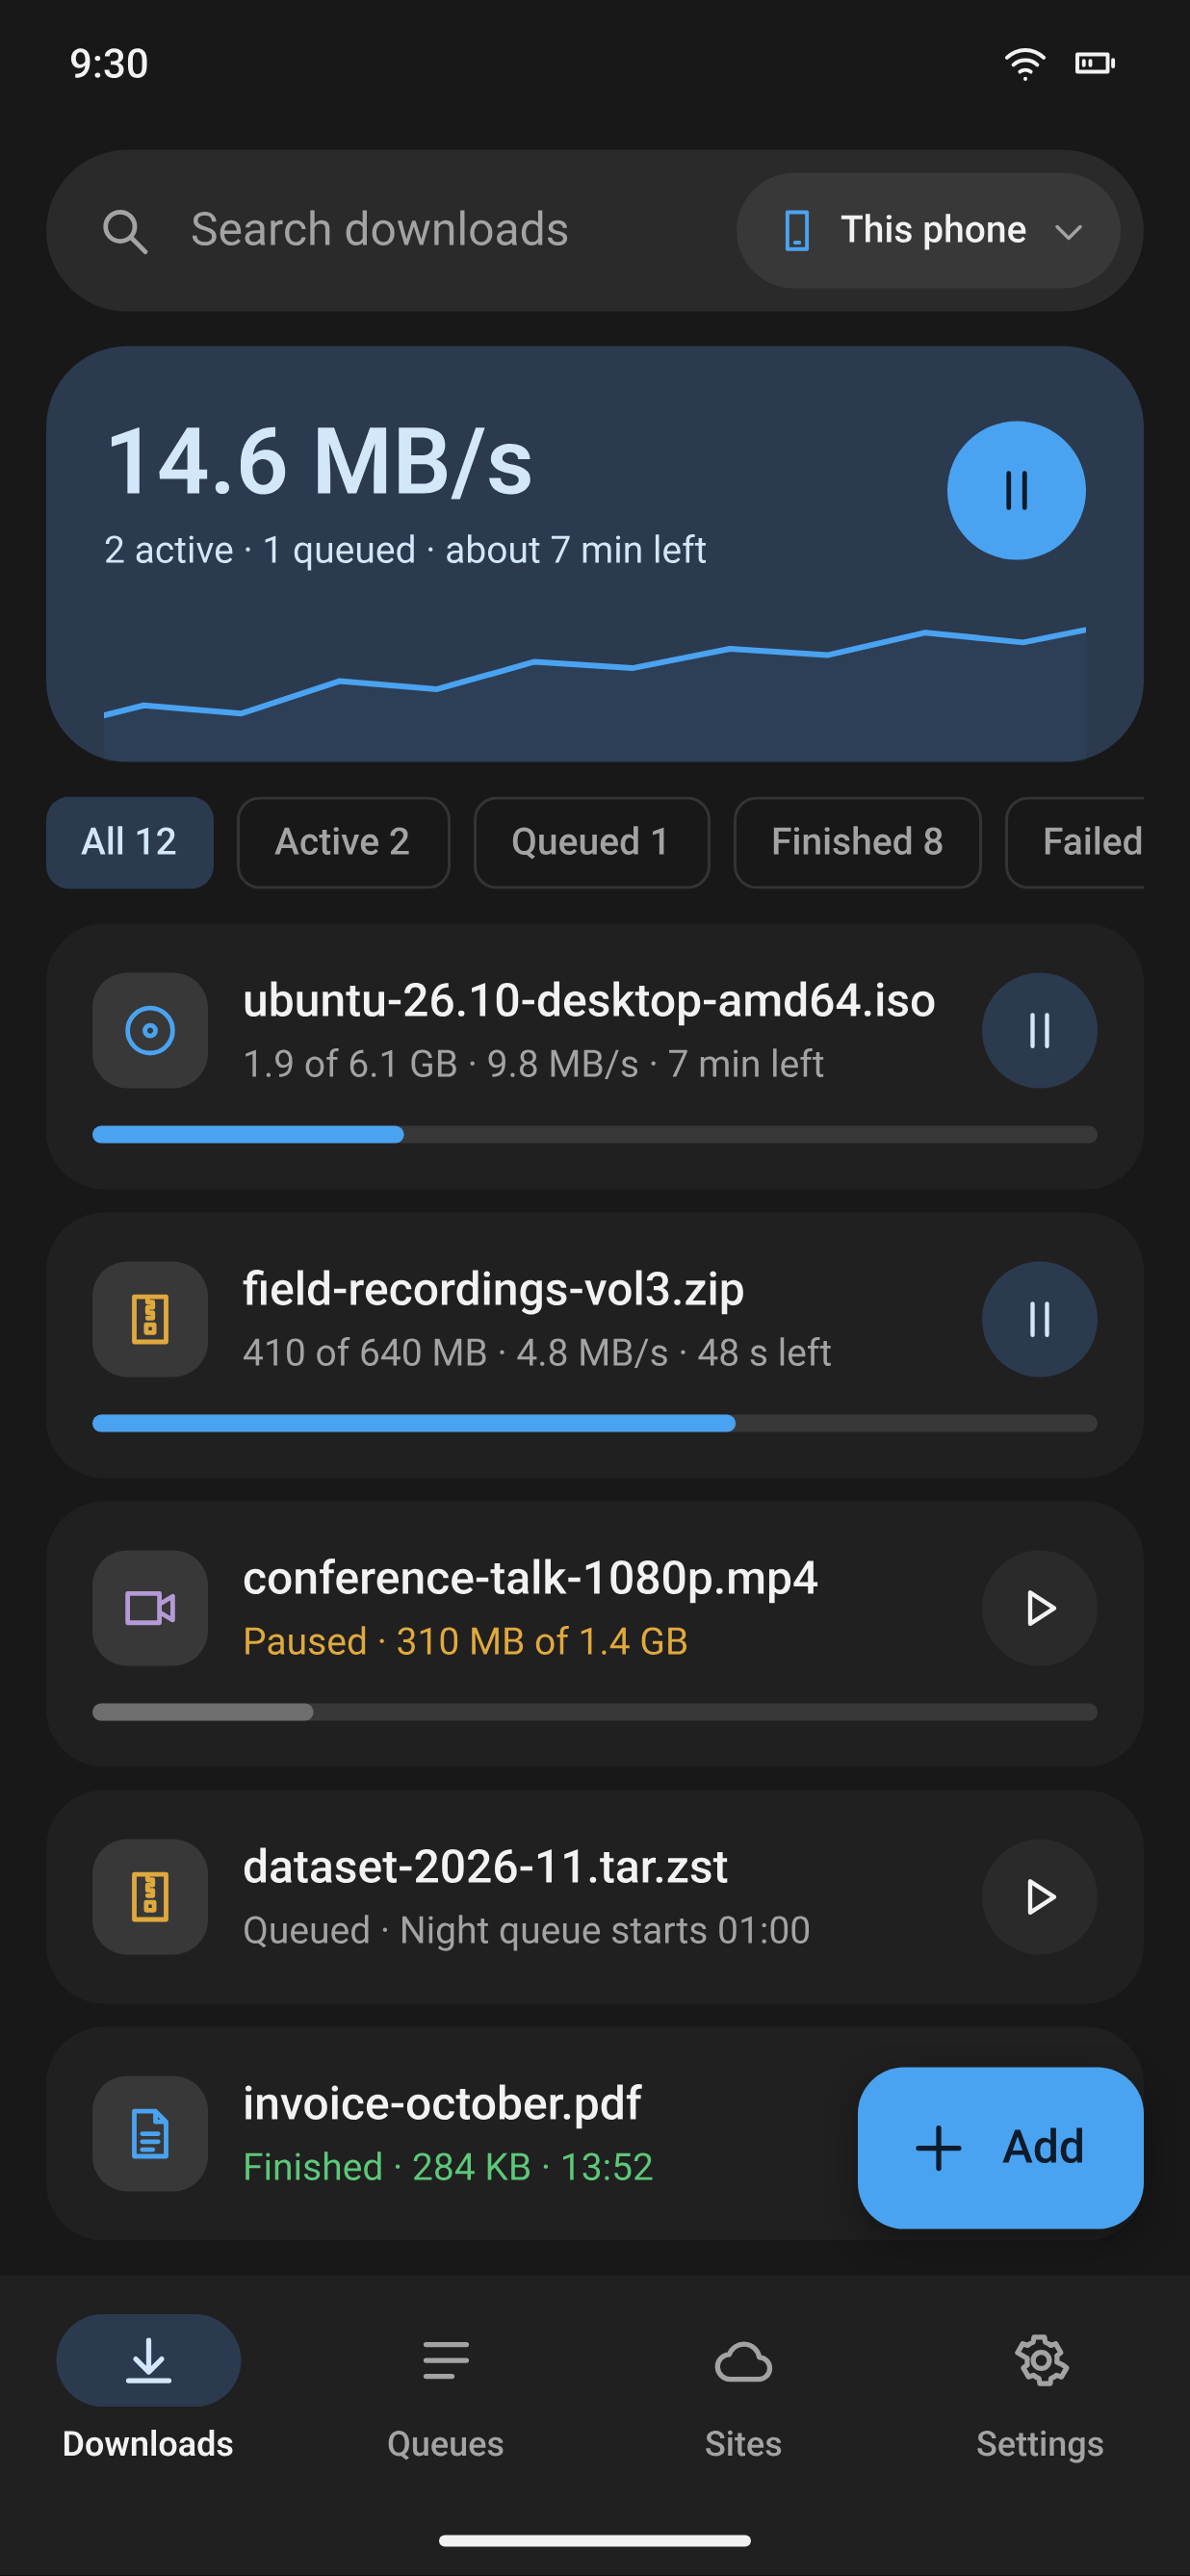 9:30
Search downloads
This phone
14.6 MB/s
2 active · 1 queued · about 7 min left
All 12
Active 2
Queued 1
Finished 8
Failed
ubuntu-26.10-desktop-amd64.iso
1.9 of 6.1 GB · 9.8 MB/s · 7 min left
field-recordings-vol3.zip
410 of 640 MB · 4.8 MB/s · 48 s left
conference-talk-1080p.mp4
Paused · 310 MB of 1.4 GB
dataset-2026-11.tar.zst
Queued · Night queue starts 01:00
invoice-october.pdf
Finished · 284 KB · 13:52
Add
Downloads
Queues
Sites
Settings